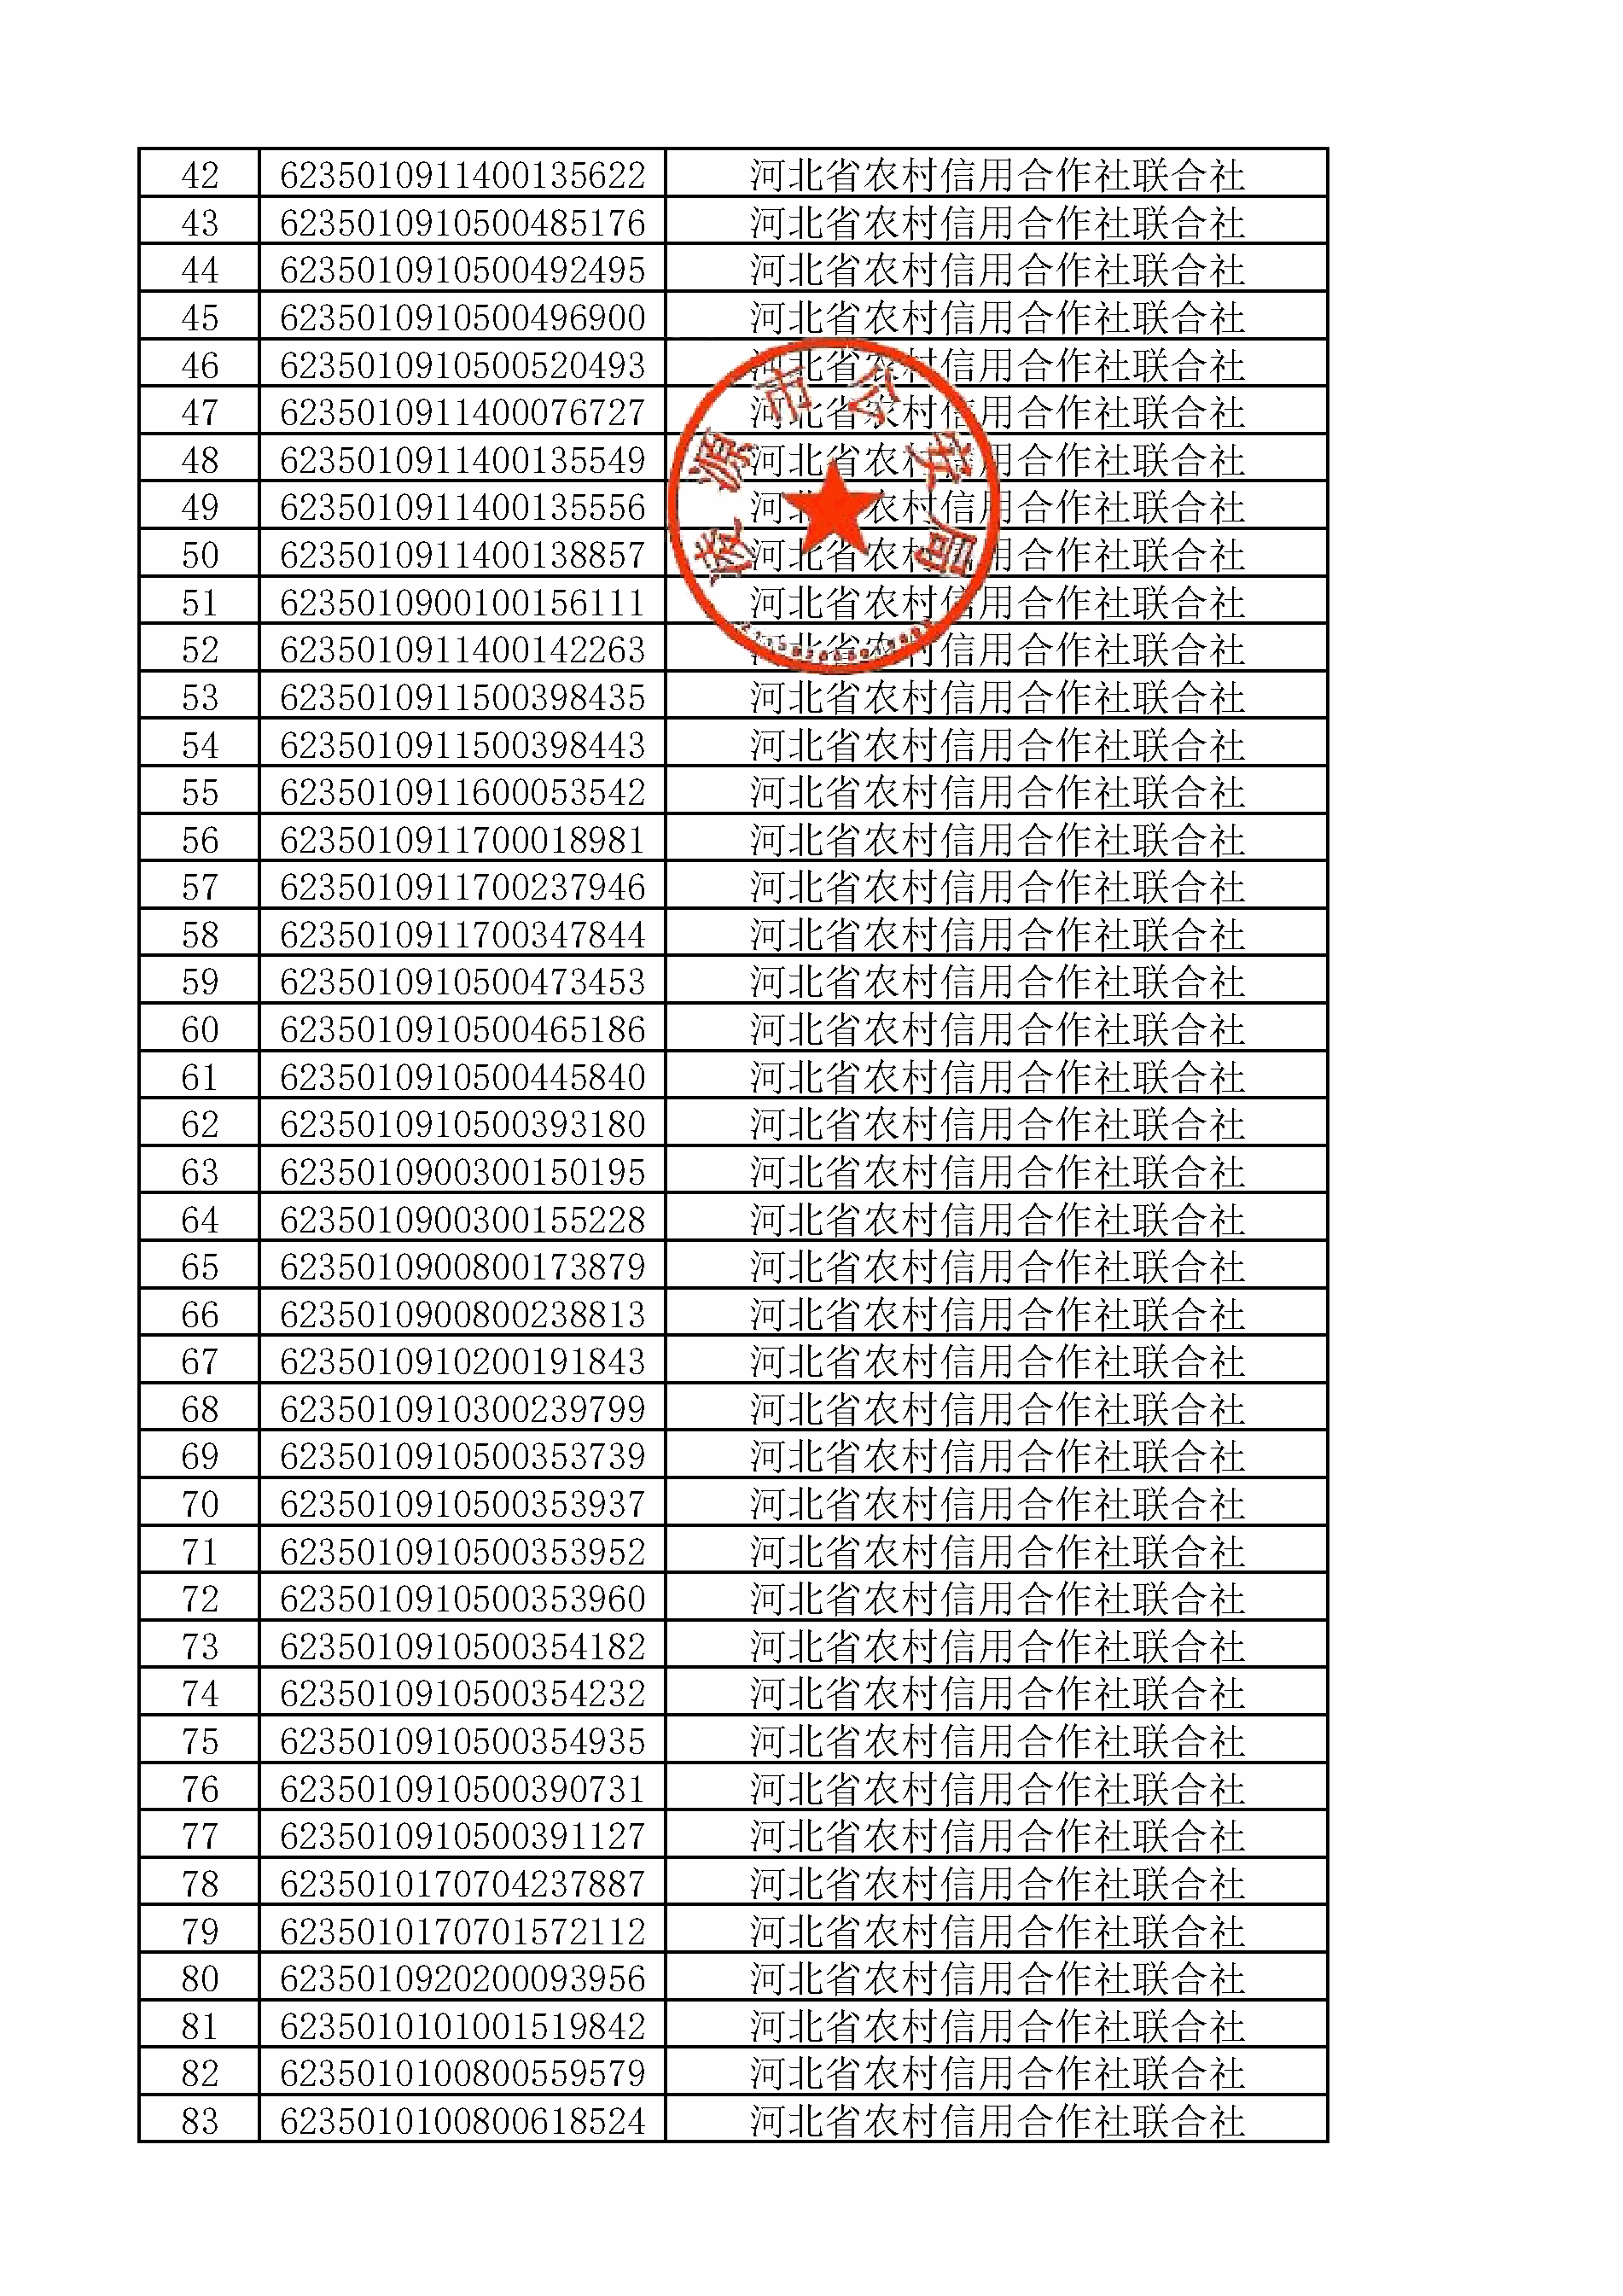 42 6235010911400135622 河北省农村信用合作社联合社
43 6235010910500485176 河北省农村信用合作社联合社
44 6235010910500492495 河北省农村信用合作社联合社
45 6235010910500496900 河北省农村信用合作社联合社
46 6235010910500520493 河北省农村信用合作社联合社
47 6235010911400076727 河北省农村信用合作社联合社
48 6235010911400135549 河北省农村信用合作社联合社
49 6235010911400135556 河北省农村信用合作社联合社
50 6235010911400138857 河北省农村信用合作社联合社
51 6235010900100156111 河北省农村信用合作社联合社
52 6235010911400142263 河北省农村信用合作社联合社
凌源市公安局
53 6235010911500398435 河北省农村信用合作社联合社
54 6235010911500398443 河北省农村信用合作社联合社
55 6235010911600053542 河北省农村信用合作社联合社
56 6235010911700018981 河北省农村信用合作社联合社
57 6235010911700237946 河北省农村信用合作社联合社
58 6235010911700347844 河北省农村信用合作社联合社
59 6235010910500473453 河北省农村信用合作社联合社
60 6235010910500465186 河北省农村信用合作社联合社
61 6235010910500445840 河北省农村信用合作社联合社
62 6235010910500393180 河北省农村信用合作社联合社
63 6235010900300150195 河北省农村信用合作社联合社
64 6235010900300155228 河北省农村信用合作社联合社
65 6235010900800173879 河北省农村信用合作社联合社
66 6235010900800238813 河北省农村信用合作社联合社
67 6235010910200191843 河北省农村信用合作社联合社
68 6235010910300239799 河北省农村信用合作社联合社
69 6235010910500353739 河北省农村信用合作社联合社
70 6235010910500353937 河北省农村信用合作社联合社
71 6235010910500353952 河北省农村信用合作社联合社
72 6235010910500353960 河北省农村信用合作社联合社
73 6235010910500354182 河北省农村信用合作社联合社
74 6235010910500354232 河北省农村信用合作社联合社
75 6235010910500354935 河北省农村信用合作社联合社
76 6235010910500390731 河北省农村信用合作社联合社
77 6235010910500391127 河北省农村信用合作社联合社
78 6235010170704237887 河北省农村信用合作社联合社
79 6235010170701572112 河北省农村信用合作社联合社
80 6235010920200093956 河北省农村信用合作社联合社
81 6235010101001519842 河北省农村信用合作社联合社
82 6235010100800559579 河北省农村信用合作社联合社
83 6235010100800618524 河北省农村信用合作社联合社